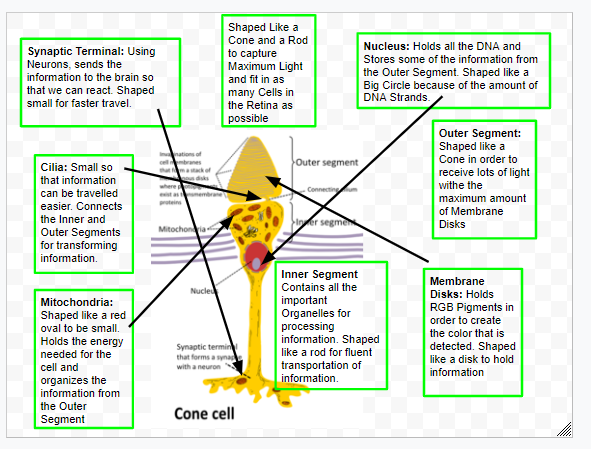 Shaped Like a
Cone and a Rod
to capture
Maximum Light
and fit in as
many Cells in
the Retina as
possible
Synaptic Terminal: Using
Neurons, sends the
information to the brain so
that we can react. Shaped
small for faster travel.
Nucleus: Holds all the DNA and
Stores some of the information from
the Outer Segment. Shaped like a
Big Circle because of the amount of
DNA Strands.
Outer Segment:
Shaped like a
Cone in order to
receive lots of light
withe the
maximum amount
of Membrane
Disks
Cilia: Small so
that information
can be travelled
easier. Connects
the Inner and
Outer Segments
for transforming
information.
Invaginations of
cell membranes
that form a stack of
membranous disks
where photopigments
exist as transmembrane
proteins
Outer segment
Connecting cilium
Inner segment
Mitochondria
Nucleus
Mitochondria:
Shaped like a red
oval to be small.
Holds the energy
needed for the
cell and
organizes the
information from
the Outer
Segment
Inner Segment
Contains all the
important
Organelles for
processing
information. Shaped
like a rod for fluent
transportation of
information.
Membrane
Disks: Holds
RGB Pigments in
order to create
the color that is
detected. Shaped
like a disk to hold
information
Synaptic terminal
that forms a synapse
with a neuron
Cone cell